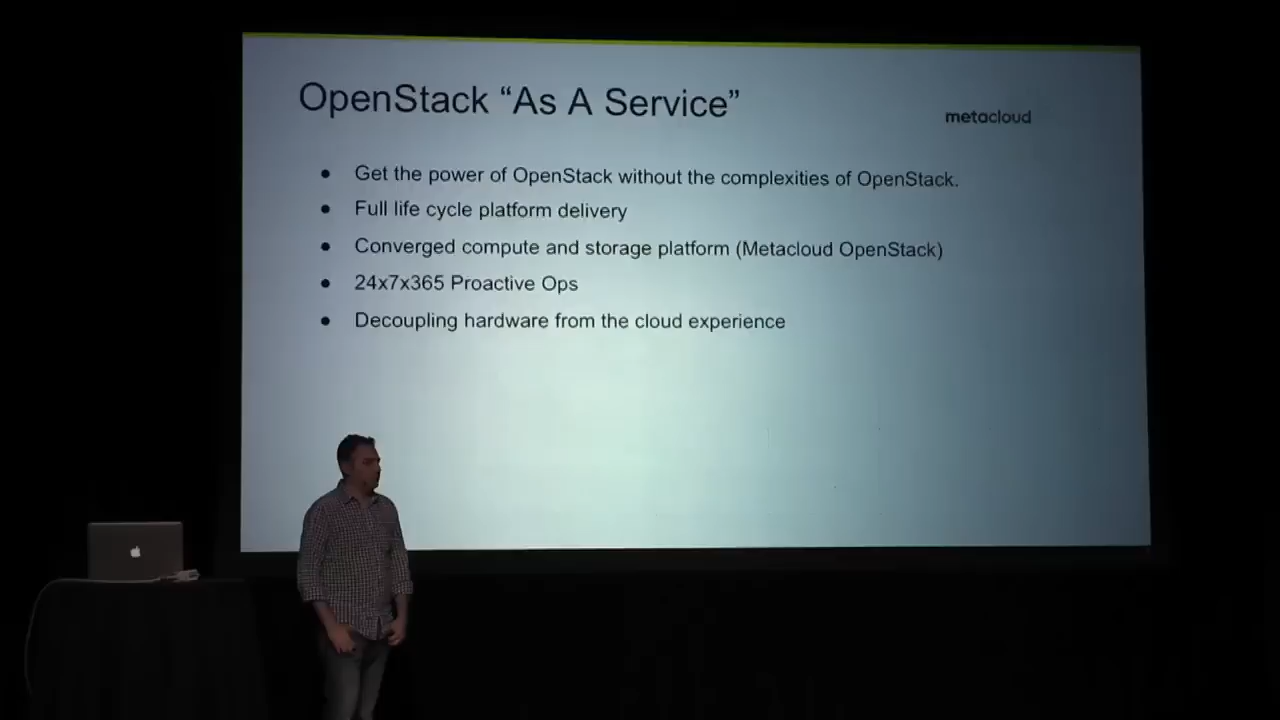 OpenStack “As A Service”
metacloud
● Get the power of OpenStack without the complexities of OpenStack.
● Full life cycle platform delivery
● Converged compute and storage platform (Metacloud OpenStack)
● 24x7x365 Proactive Ops
● Decoupling hardware from the cloud experience